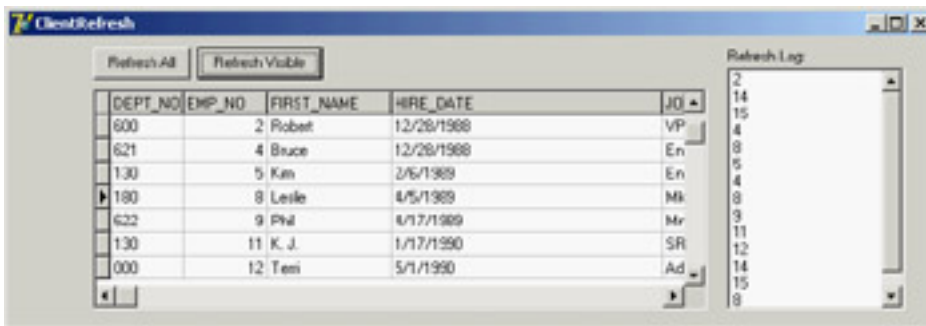 ClientRefresh
Refresh All Refresh Visible
Refresh Log:
DEPT_NO EMP_NO FIRST_NAME HIRE_DATE JO
600 2 Robert 12/28/1988 VP
621 4 Bruce 12/28/1988 En
130 5 Kim 2/6/1989 En
180 8 Leslie 4/5/1989 Mk
622 9 Phil 4/17/1989 Mr
130 11 K. J. 1/17/1990 SR
000 12 Terri 5/1/1990 Ad
2
14
15
4
8
5
4
8
9
11
12
14
15
8